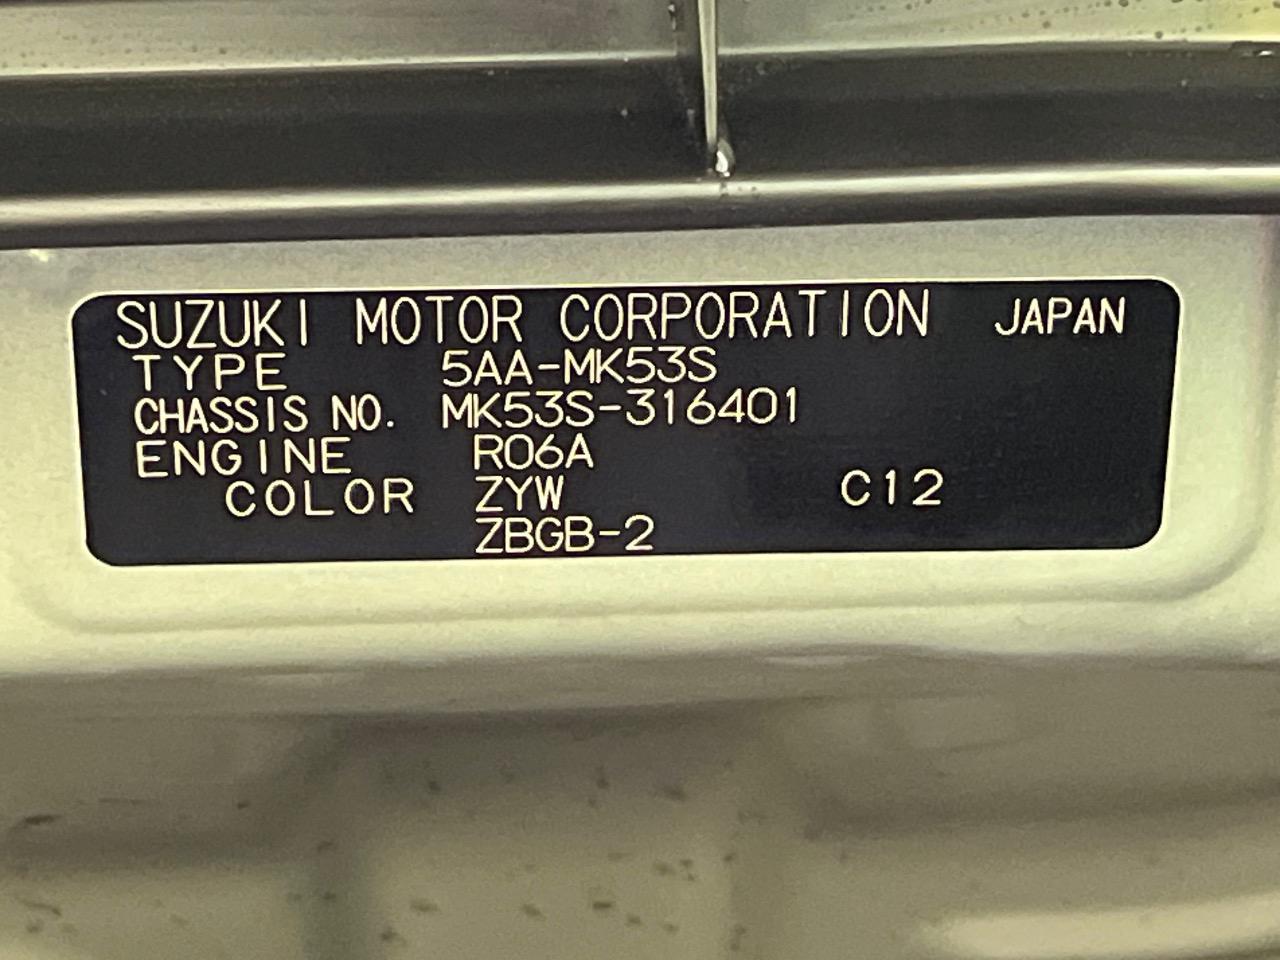 SUZUKI MOTOR CORPORATION JAPAN
TYPE 5AA-MK53S
CHASSIS NO. MK53S-316401
ENGINE R06A
COLOR ZYW C12
ZBGB-2